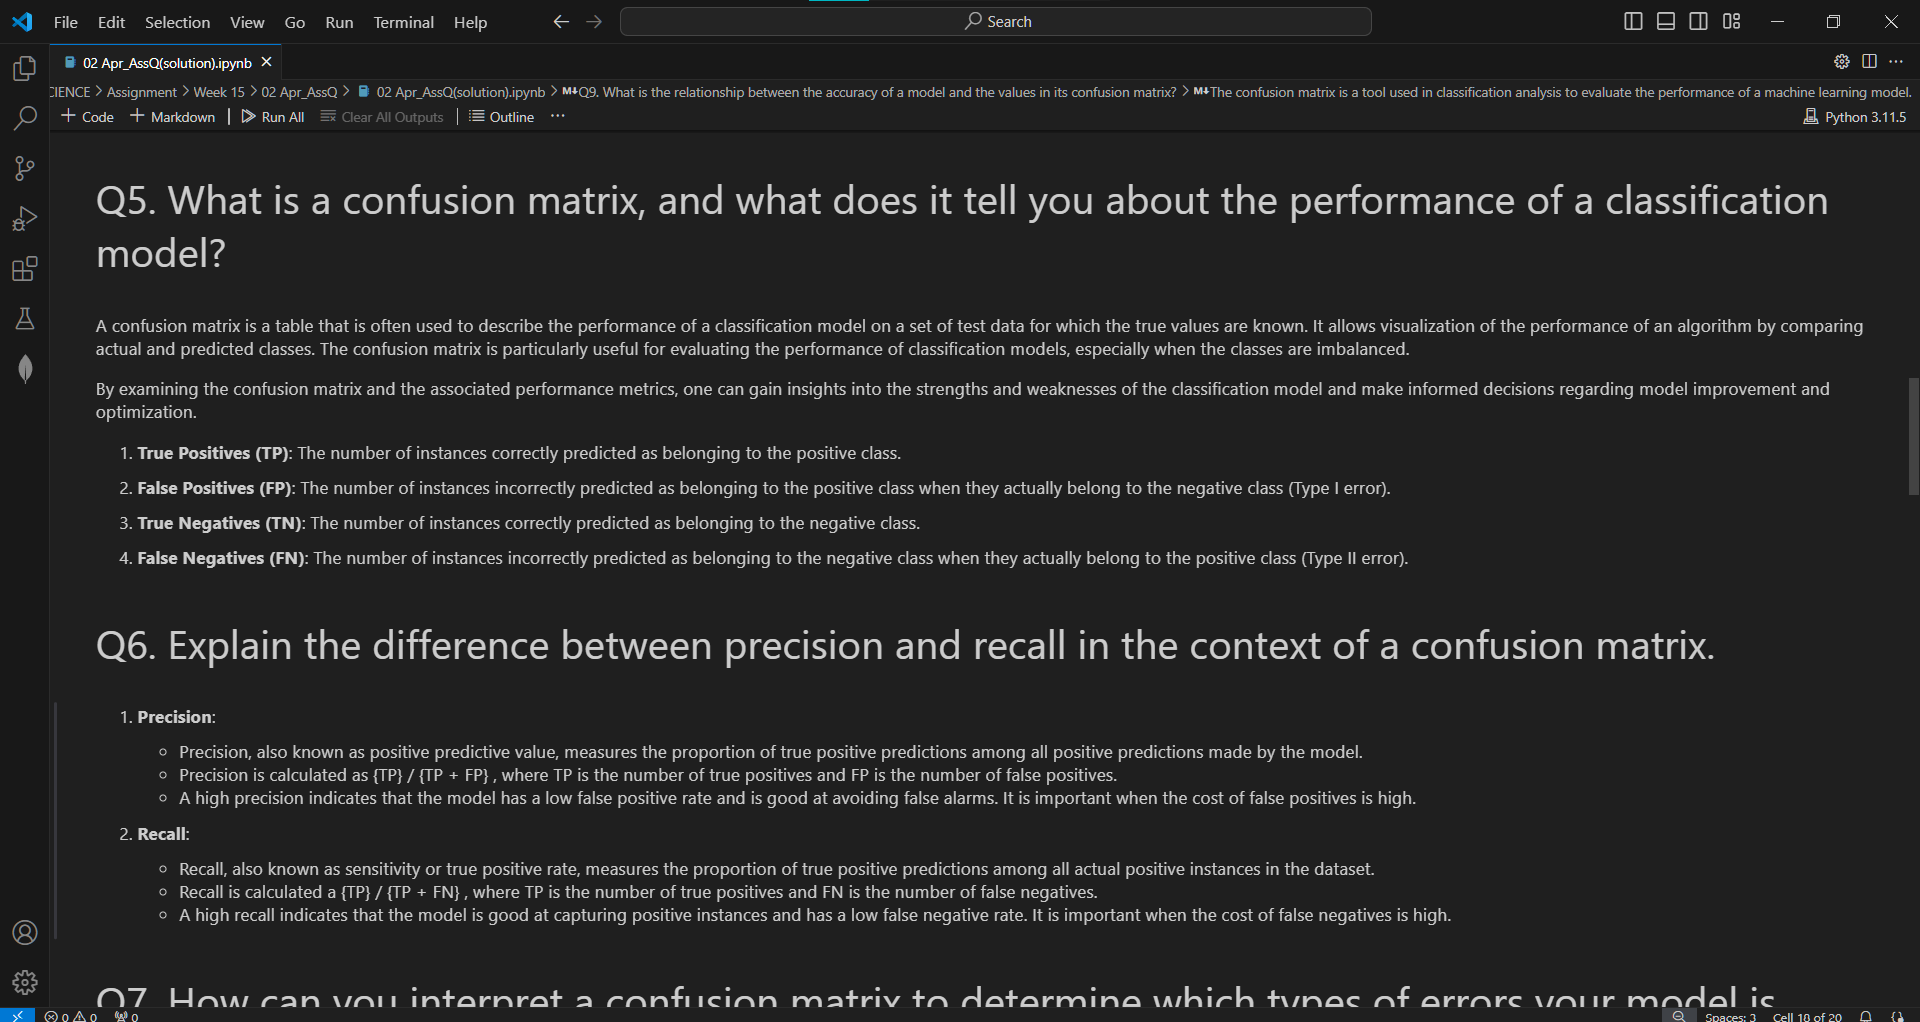 File Edit Selection View Go Run Terminal Help
Search
02 Apr_AssQ(solution).ipynb
CIENCE > Assignment > Week 15 > 02 Apr_AssQ > 02 Apr_AssQ(solution).ipynb > M↓Q9. What is the relationship between the accuracy of a model and the values in its confusion matrix? > M↓The confusion matrix is a tool used in classification analysis to evaluate the performance of a machine learning model.
+ Code + Markdown | Run All Clear All Outputs | Outline ...
Python 3.11.5
Q5. What is a confusion matrix, and what does it tell you about the performance of a classification
model?
A confusion matrix is a table that is often used to describe the performance of a classification model on a set of test data for which the true values are known. It allows visualization of the performance of an algorithm by comparing
actual and predicted classes. The confusion matrix is particularly useful for evaluating the performance of classification models, especially when the classes are imbalanced.
By examining the confusion matrix and the associated performance metrics, one can gain insights into the strengths and weaknesses of the classification model and make informed decisions regarding model improvement and
optimization.
1. True Positives (TP): The number of instances correctly predicted as belonging to the positive class.
2. False Positives (FP): The number of instances incorrectly predicted as belonging to the positive class when they actually belong to the negative class (Type I error).
3. True Negatives (TN): The number of instances correctly predicted as belonging to the negative class.
4. False Negatives (FN): The number of instances incorrectly predicted as belonging to the negative class when they actually belong to the positive class (Type II error).
Q6. Explain the difference between precision and recall in the context of a confusion matrix.
1. Precision:
Precision, also known as positive predictive value, measures the proportion of true positive predictions among all positive predictions made by the model.
Precision is calculated as {TP} / {TP + FP} , where TP is the number of true positives and FP is the number of false positives.
A high precision indicates that the model has a low false positive rate and is good at avoiding false alarms. It is important when the cost of false positives is high.
2. Recall:
Recall, also known as sensitivity or true positive rate, measures the proportion of true positive predictions among all actual positive instances in the dataset.
Recall is calculated a {TP} / {TP + FN} , where TP is the number of true positives and FN is the number of false negatives.
A high recall indicates that the model is good at capturing positive instances and has a low false negative rate. It is important when the cost of false negatives is high.
Q7. How can you interpret a confusion matrix to determine which types of errors your model is
0 0 0
Spaces: 3 Cell 18 of 20